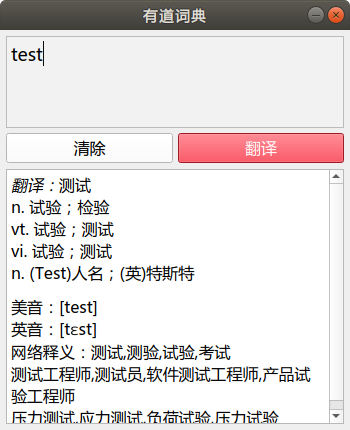 有道词典
test
清除
翻译
翻译：测试
n. 试验；检验
vt. 试验；测试
vi. 试验；测试
n. (Test)人名；(英)特斯特
美音：[test]
英音：[tɛst]
网络释义：测试,测验,试验,考试
测试工程师,测试员,软件测试工程师,产品试
验工程师
压力测试,应力测试,负荷试验,压力试验